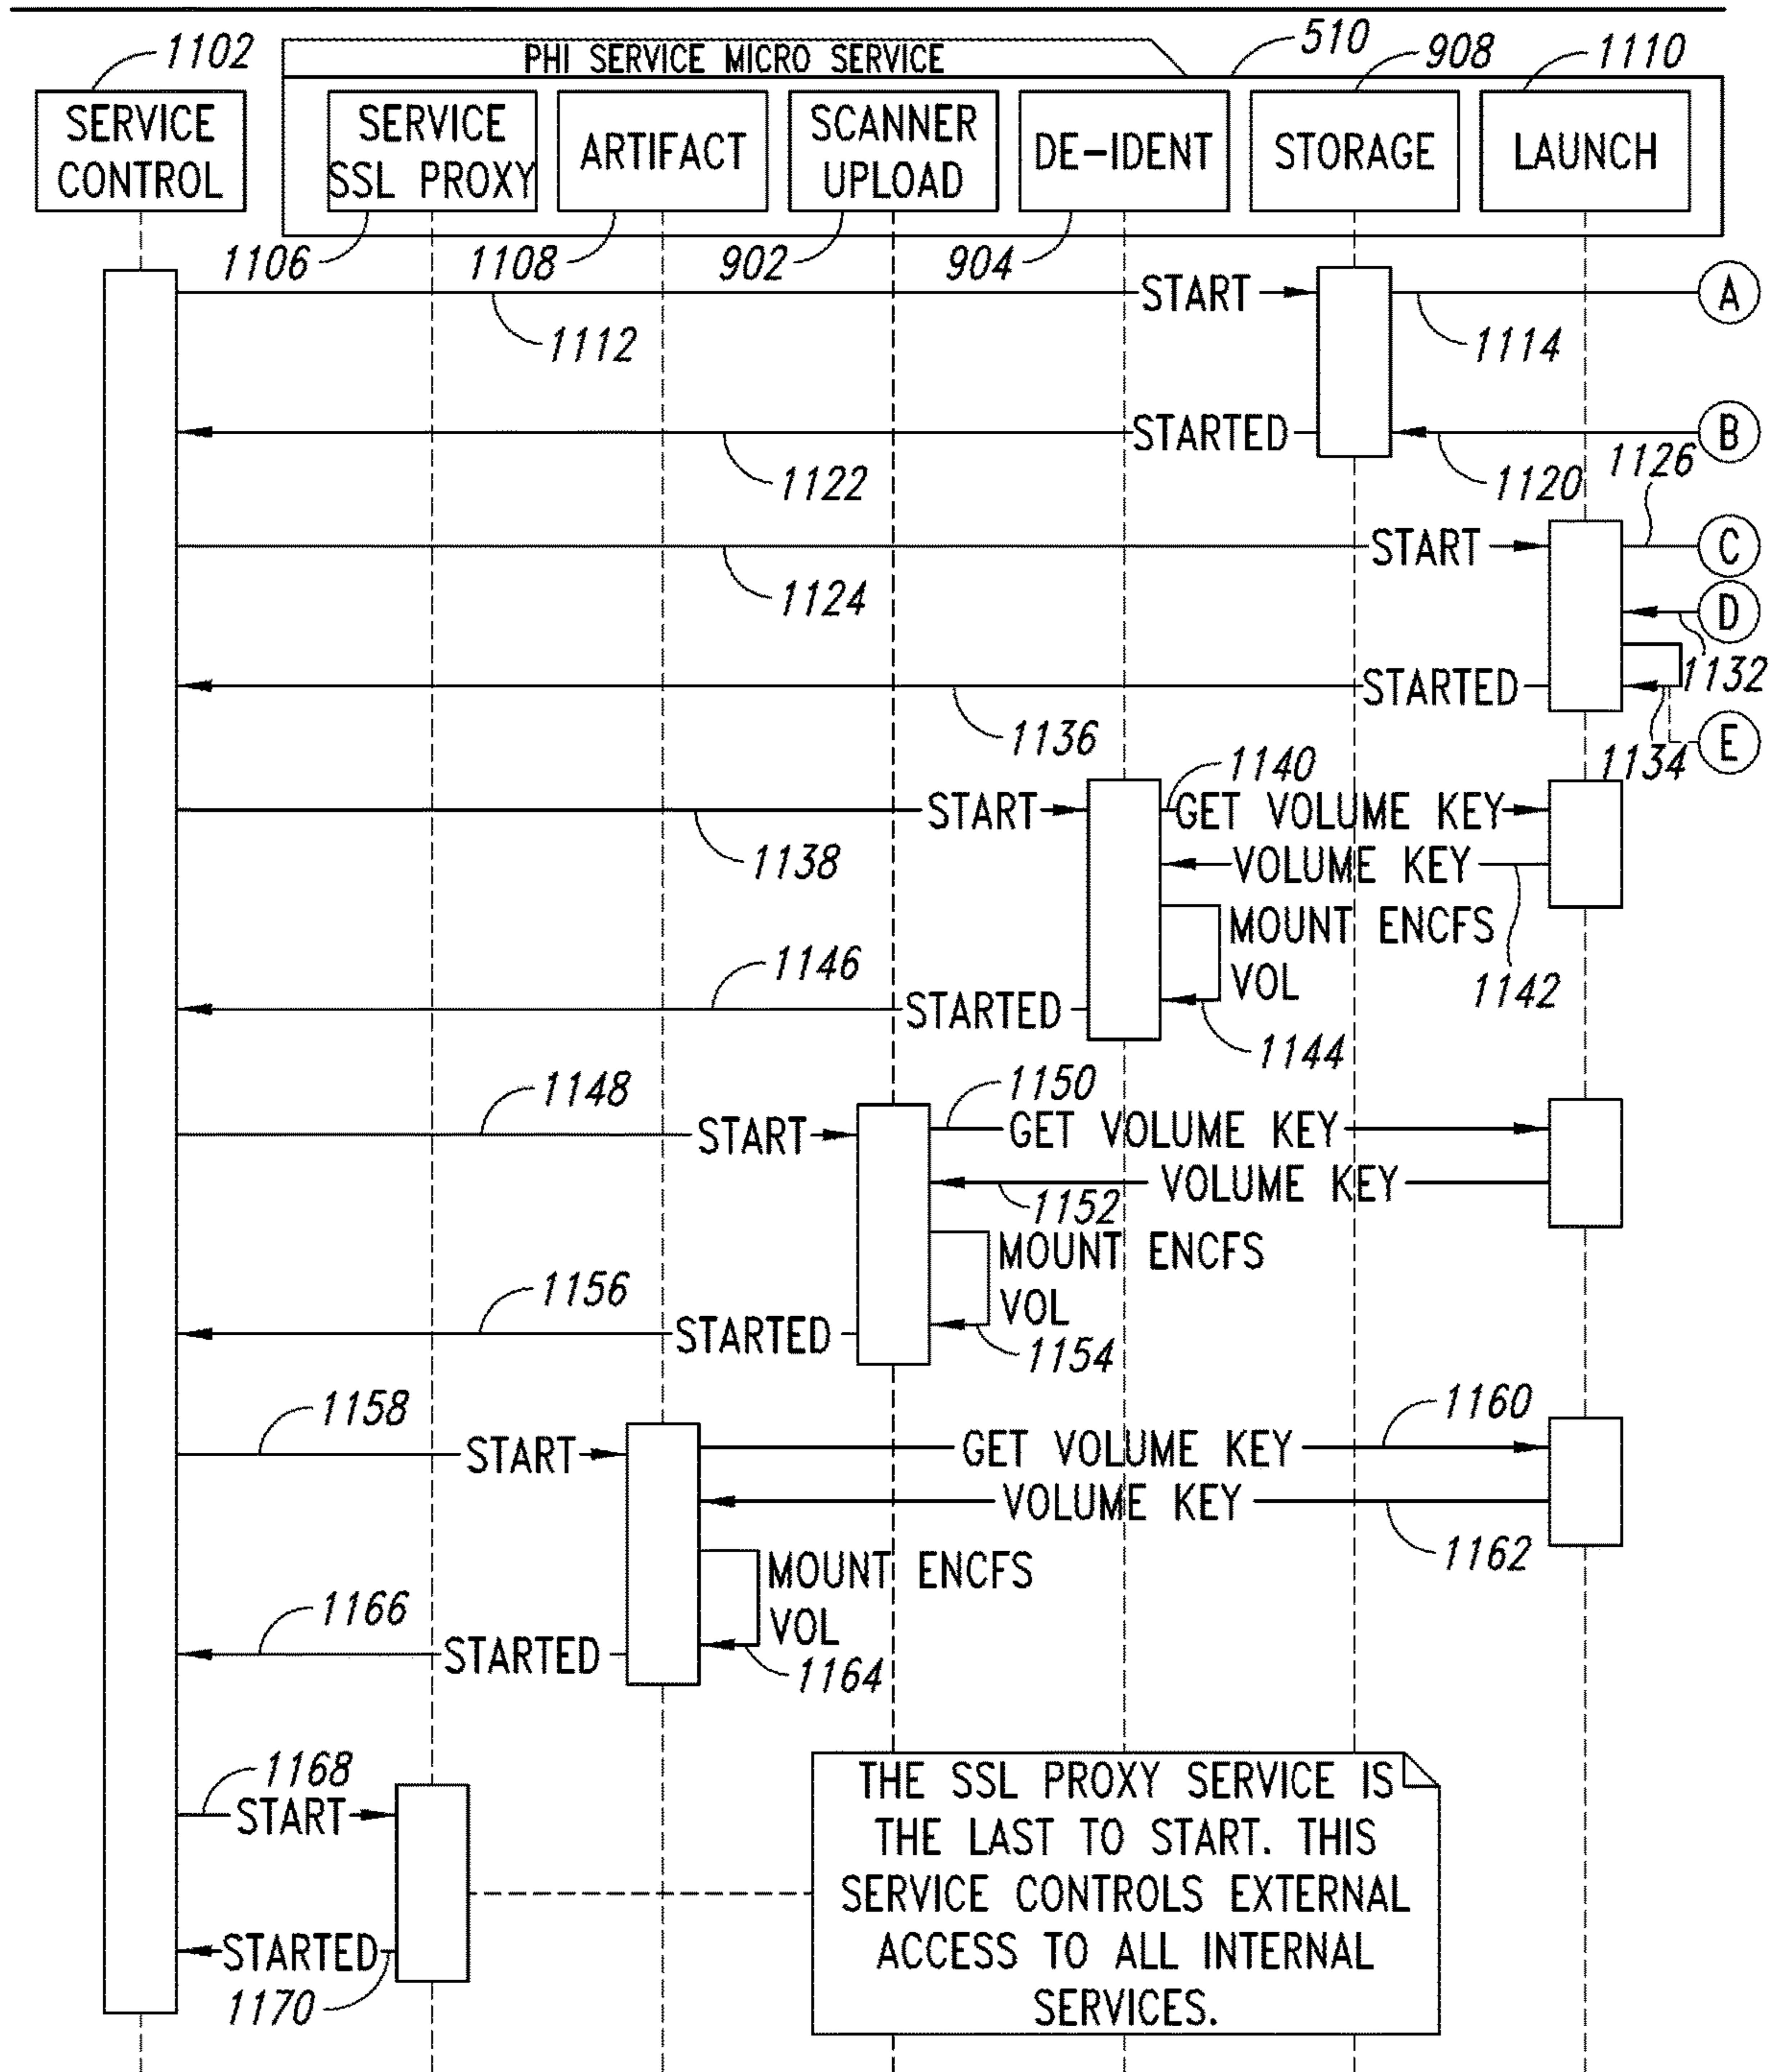 1102
510
908
1110
PHI SERVICE MICRO SERVICE
SERVICE
CONTROL
SERVICE
SSL PROXY
ARTIFACT
SCANNER
UPLOAD
DE-IDENT
STORAGE
LAUNCH
1106
1108
902
904
START
A
1112
1114
STARTED
B
1122
1120
1126
START
C
1124
D
1132
STARTED
1136
1134
E
1140
START
GET VOLUME KEY
1138
VOLUME KEY
MOUNT ENCFS
VOL
1142
1146
STARTED
1144
1148
1150
START
GET VOLUME KEY
VOLUME KEY
1152
MOUNT ENCFS
VOL
1156
STARTED
1154
1158
1160
START
GET VOLUME KEY
VOLUME KEY
1162
MOUNT ENCFS
VOL
1166
STARTED
1164
1168
START
THE SSL PROXY SERVICE IS
THE LAST TO START. THIS
SERVICE CONTROLS EXTERNAL
ACCESS TO ALL INTERNAL
SERVICES.
STARTED
1170